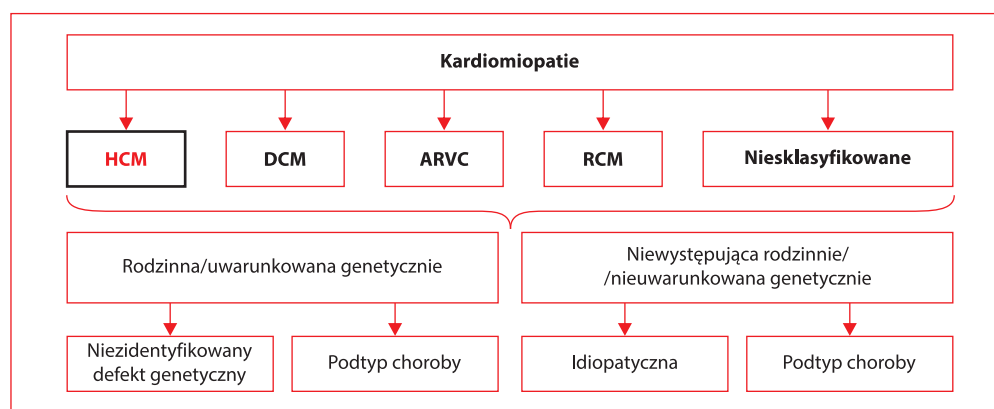 Kardiomiopatie
HCM
DCM
ARVC
RCM
Niesklasyfikowane
Rodzinna/uwarunkowana genetycznie
Niewystępująca rodzinnie/
/nieuwarunkowana genetycznie
Niezidentyfikowany
defekt genetyczny
Podtyp choroby
Idiopatyczna
Podtyp choroby